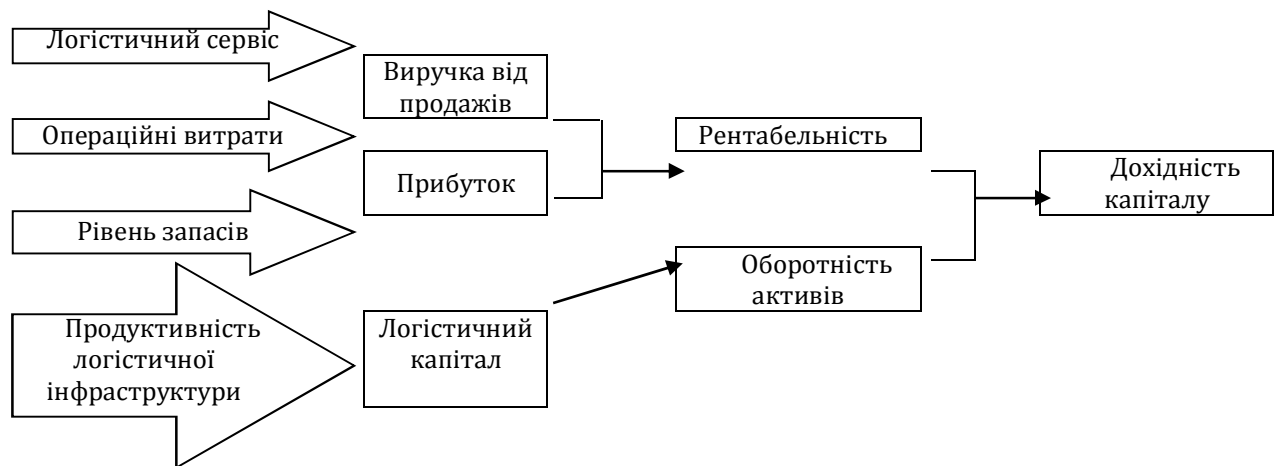 Логістичний сервіс
Виручка від
продажів
Операційні витрати
Рентабельність
Прибуток
Дохідність
капіталу
Рівень запасів
Оборотність
активів
Продуктивність
логістичної
інфраструктури
Логістичний
капітал